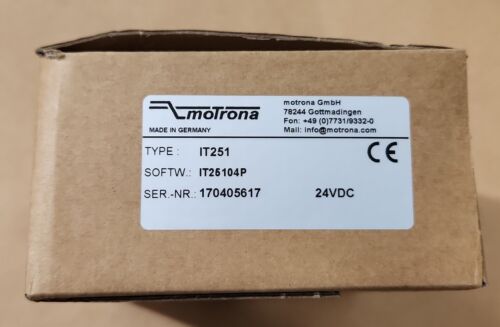 motrona
MADE IN GERMANY
motrona GmbH
78244 Gottmadingen
Fon: +49 (0)7731/9332-0
Mail: info@motrona.com
TYPE : IT251
CE
SOFTW.: IT25104P
SER.-NR.: 170405617 24VDC